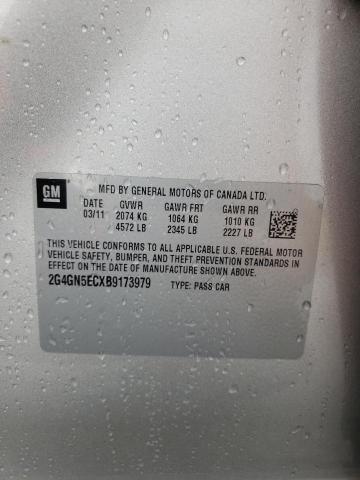 GM
MFD BY GENERAL MOTORS OF CANADA LTD.
DATE GVWR GAWR FRT GAWR RR
03/11 2074 KG 1064 KG 1010 KG
4572 LB 2345 LB 2227 LB
THIS VEHICLE CONFORMS TO ALL APPLICABLE U.S. FEDERAL MOTOR
VEHICLE SAFETY, BUMPER, AND THEFT PREVENTION STANDARDS IN
EFFECT ON THE DATE OF MANUFACTURE SHOWN ABOVE.
2G4GN5ECXB9173979 TYPE: PASS CAR